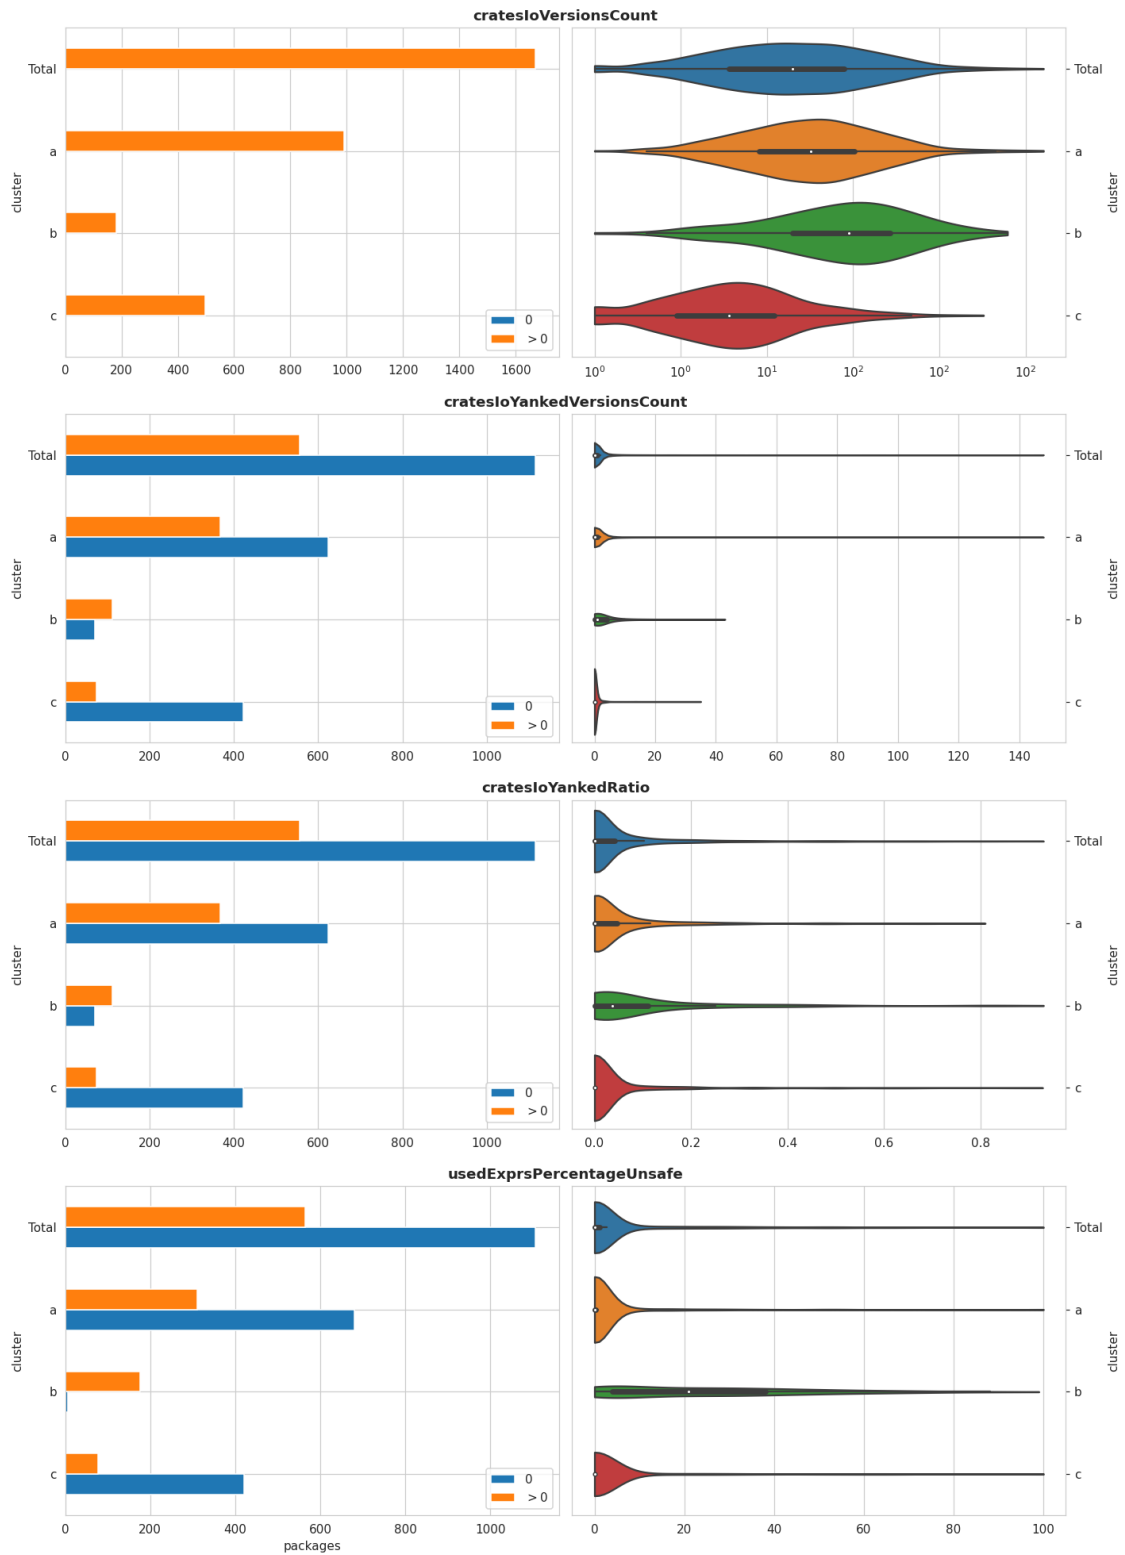 cratesIoVersionsCount
Total
a
b
c
cluster
0
> 0
0 200 400 600 800 1000 1200 1400 1600
Total
a
b
c
cluster
10⁰ 10⁰ 10¹ 10² 10² 10²
cratesIoYankedVersionsCount
Total
a
b
c
cluster
0
> 0
0 200 400 600 800 1000
Total
a
b
c
cluster
0 20 40 60 80 100 120 140
cratesIoYankedRatio
Total
a
b
c
cluster
0
> 0
0 200 400 600 800 1000
Total
a
b
c
cluster
0.0 0.2 0.4 0.6 0.8
usedExprsPercentageUnsafe
Total
a
b
c
cluster
0
> 0
0 200 400 600 800 1000
packages
Total
a
b
c
cluster
0 20 40 60 80 100